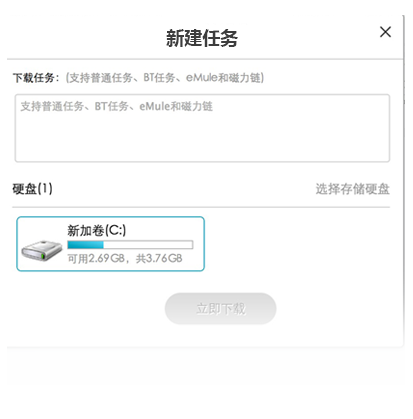 新建任务
下载任务：(支持普通任务、BT任务、eMule和磁力链)
支持普通任务、BT任务、eMule和磁力链
硬盘(1) 选择存储硬盘
新加卷(C:)
可用2.69GB，共3.76GB
立即下载